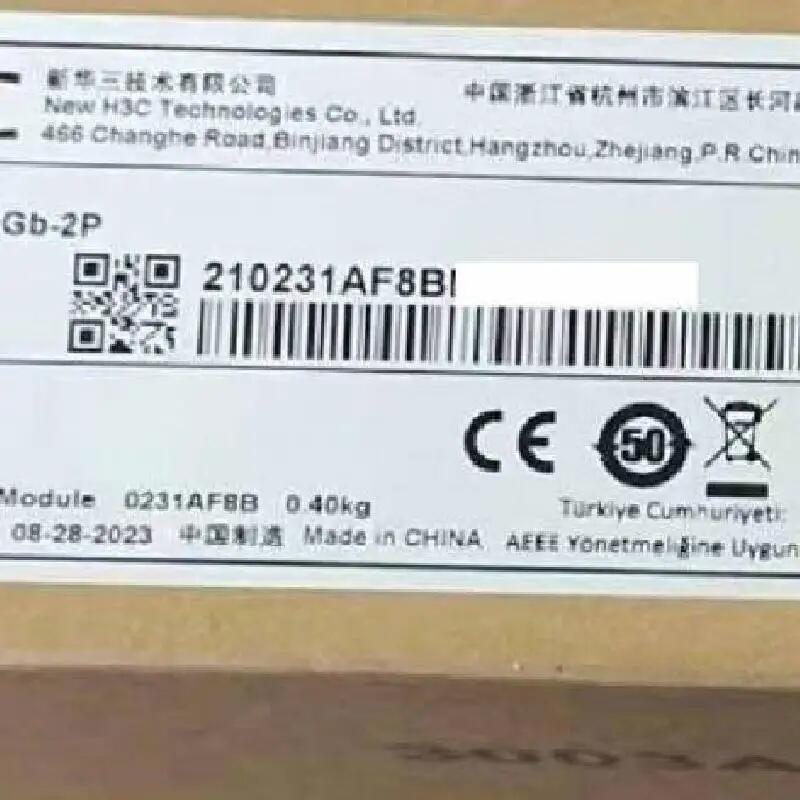 新华三技术有限公司
中国浙江省杭州市滨江区长河
New H3C Technologies Co., Ltd.
466 Changhe Road,Binjiang District,Hangzhou,Zhejiang,P.R.Chin
Gb-2P
210231AF8B
CE 50
Module 0231AF8B 0.40kg
Türkiye Cumhuriyeti:
08-28-2023 中国制造 Made in CHINA
AEEE Yönetmeliğine Uygun